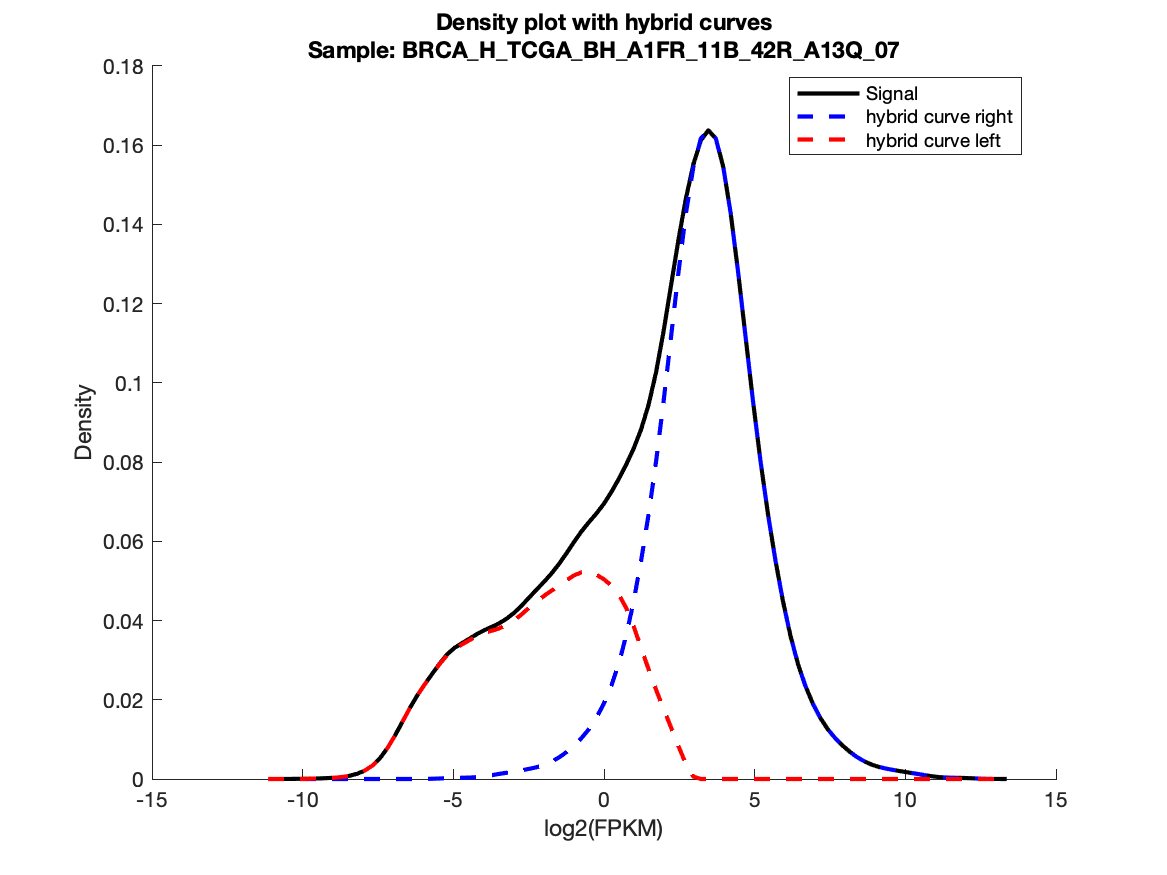 Density plot with hybrid curves
Sample: BRCA_H_TCGA_BH_A1FR_11B_42R_A13Q_07
Signal
hybrid curve right
hybrid curve left
0.18
0.16
0.14
0.12
0.1
0.08
0.06
0.04
0.02
0
Density
-15
-10
-5
0
5
10
15
log2(FPKM)